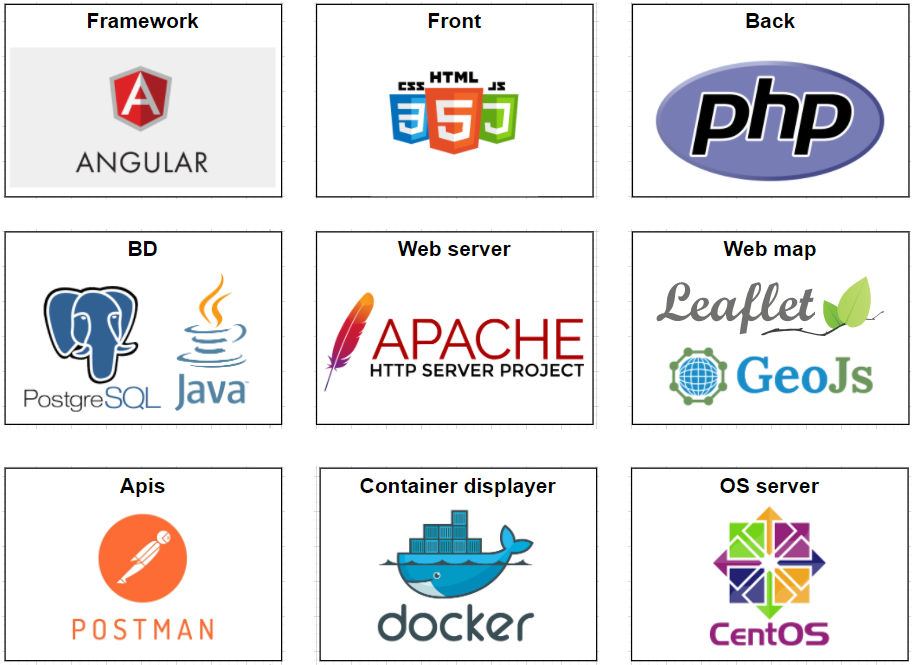 Framework
ANGULAR
Front
CSS HTML JS
3 5 J
Back
php
BD
PostgreSQL
Java™
Web server
APACHE
HTTP SERVER PROJECT
Web map
Leaflet
GeoJs
Apis
POSTMAN
Container displayer
docker
OS server
CentOS